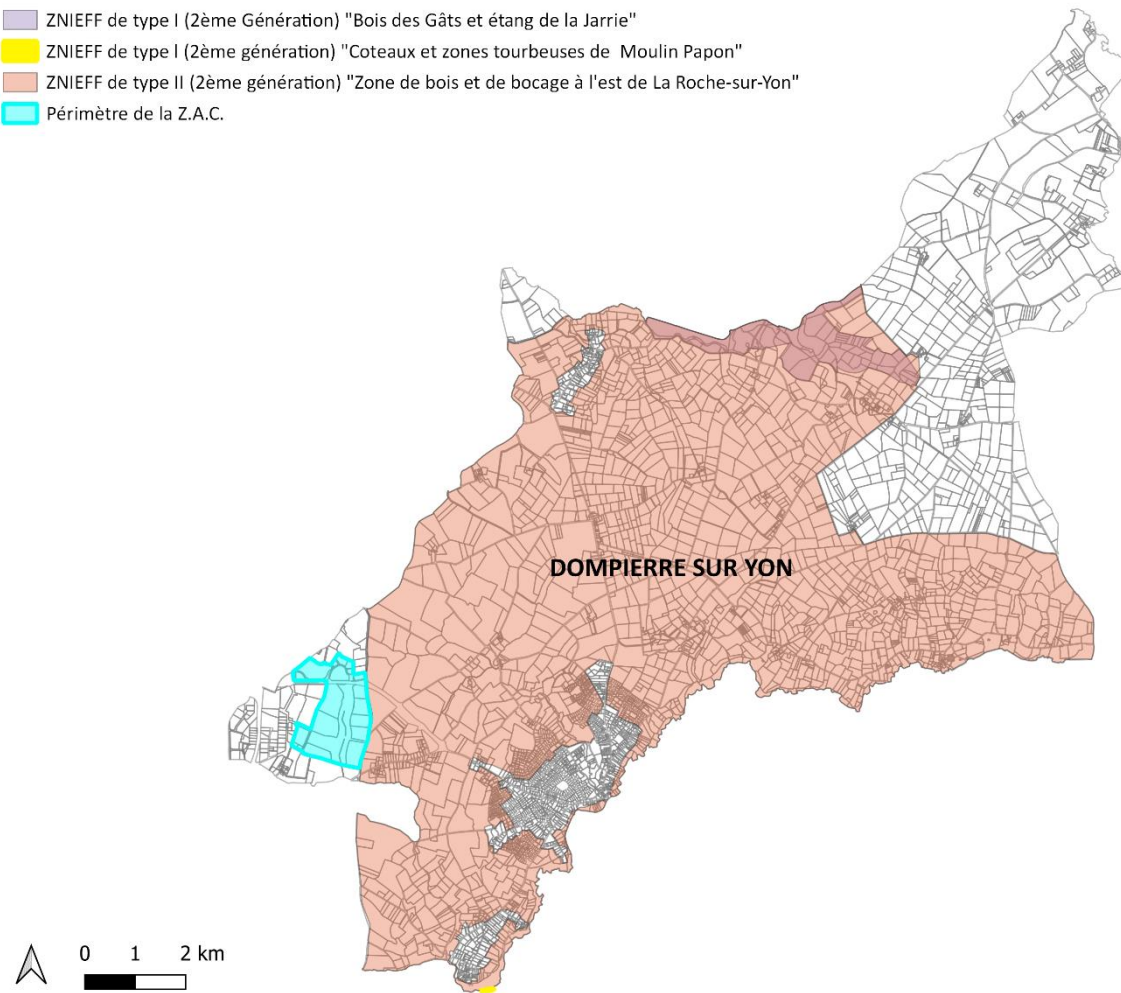 ZNIEFF de type I (2ème Génération) "Bois des Gâts et étang de la Jarrie"
ZNIEFF de type I (2ème génération) "Coteaux et zones tourbeuses de Moulin Papon"
ZNIEFF de type II (2ème génération) "Zone de bois et de bocage à l'est de La Roche-sur-Yon"
Périmètre de la Z.A.C.
DOMPIERRE SUR YON
0 1 2 km